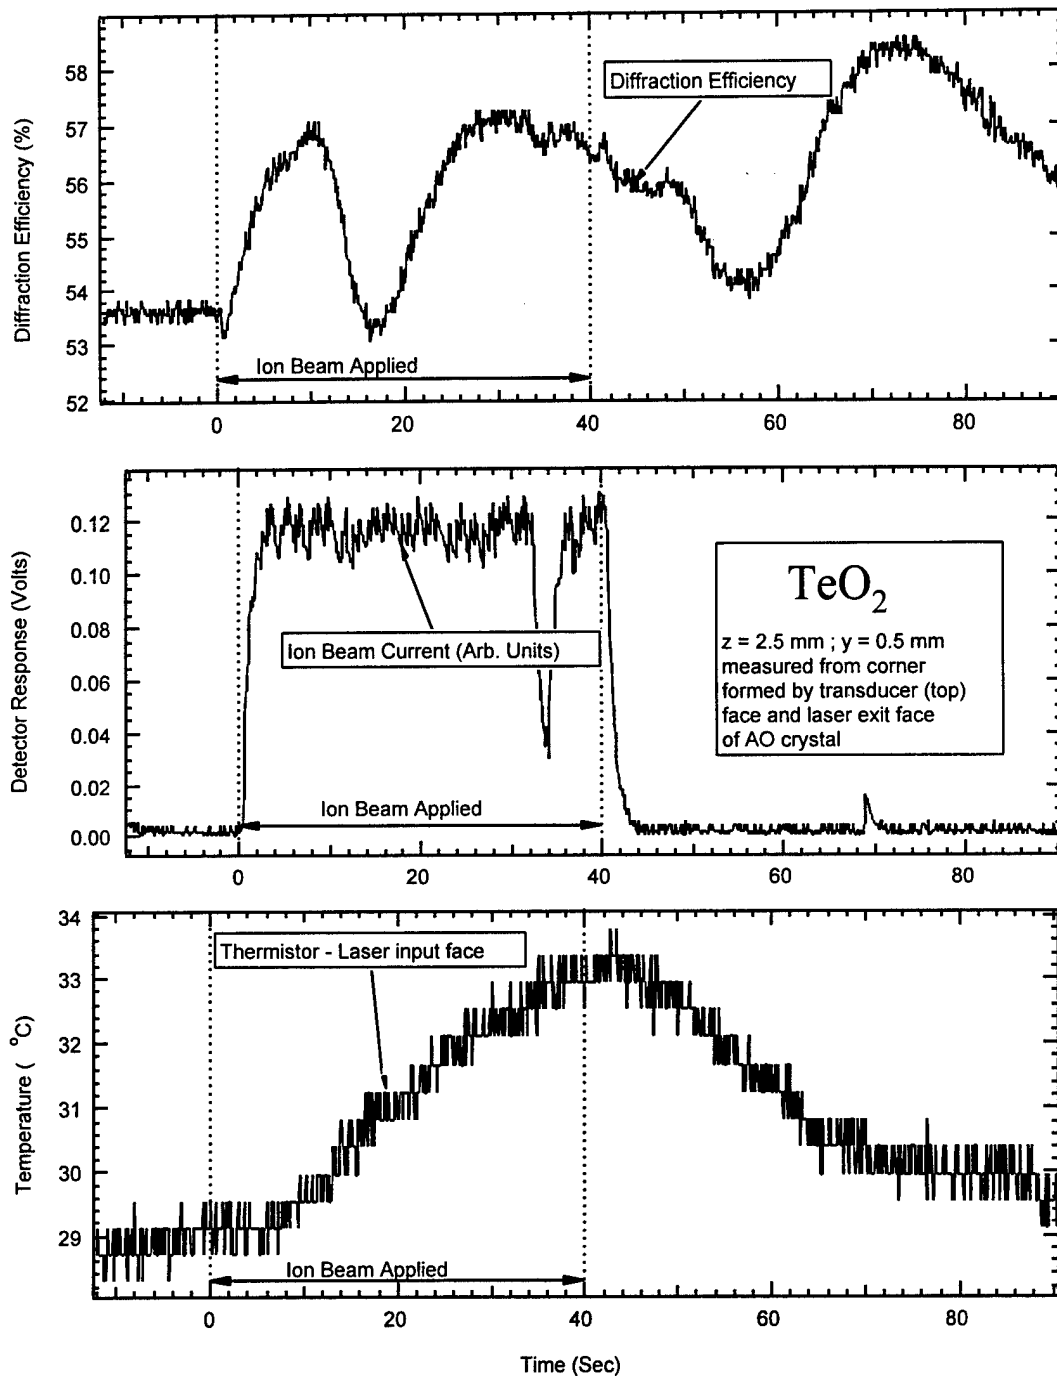 Diffraction Efficiency (%)
58
57
56
55
54
53
52
Diffraction Efficiency
Ion Beam Applied
0 20 40 60 80
Detector Response (Volts)
0.12
0.10
0.08
0.06
0.04
0.02
0.00
Ion Beam Current (Arb. Units)
TeO2
z = 2.5 mm ; y = 0.5 mm
measured from corner
formed by transducer (top)
face and laser exit face
of AO crystal
Ion Beam Applied
0 20 40 60 80
Temperature ( °C)
34
33
32
31
30
29
Thermistor - Laser input face
Ion Beam Applied
0 20 40 60 80
Time (Sec)